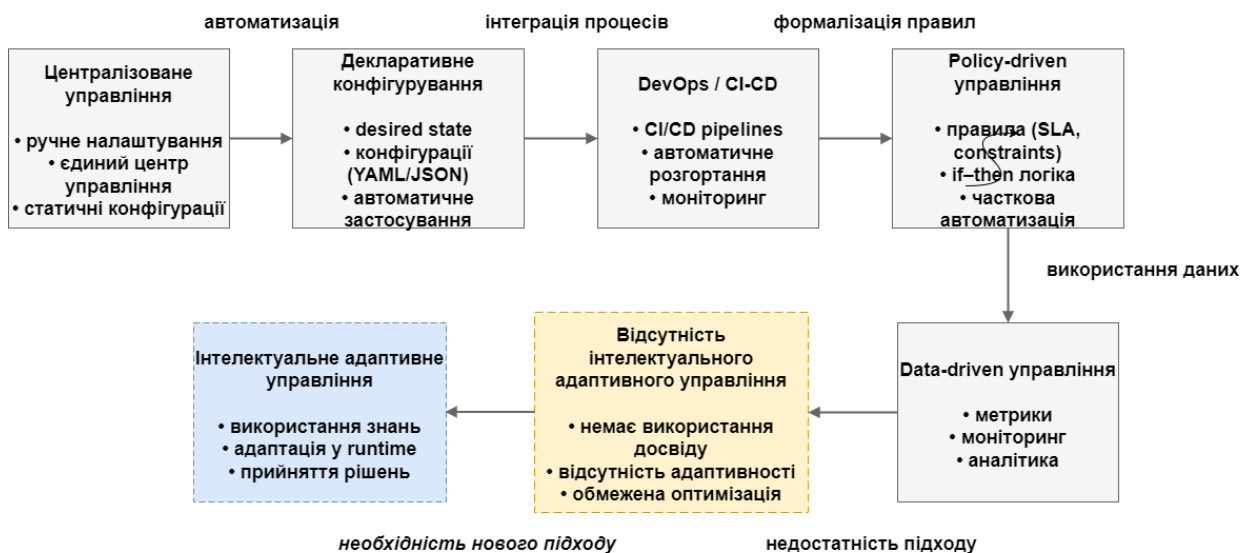 автоматизація
інтеграція процесів
формалізація правил
Централізоване
управління
• ручне налаштування
• єдиний центр
управління
• статичні конфігурації
Декларативне
конфігурування
• desired state
• конфігурації
(YAML/JSON)
• автоматичне
застосування
DevOps / CI-CD
• CI/CD pipelines
• автоматичне
розгортання
• моніторинг
Policy-driven
управління
• правила (SLA,
constraints)
• if–then логіка
• часткова
автоматизація
використання даних
Data-driven управління
• метрики
• моніторинг
• аналітика
Відсутність
інтелектуального
адаптивного управління
• немає використання
досвіду
• відсутність адаптивності
• обмежена оптимізація
Інтелектуальне адаптивне
управління
• використання знань
• адаптація у runtime
• прийняття рішень
необхідність нового підходу
недостатність підходу